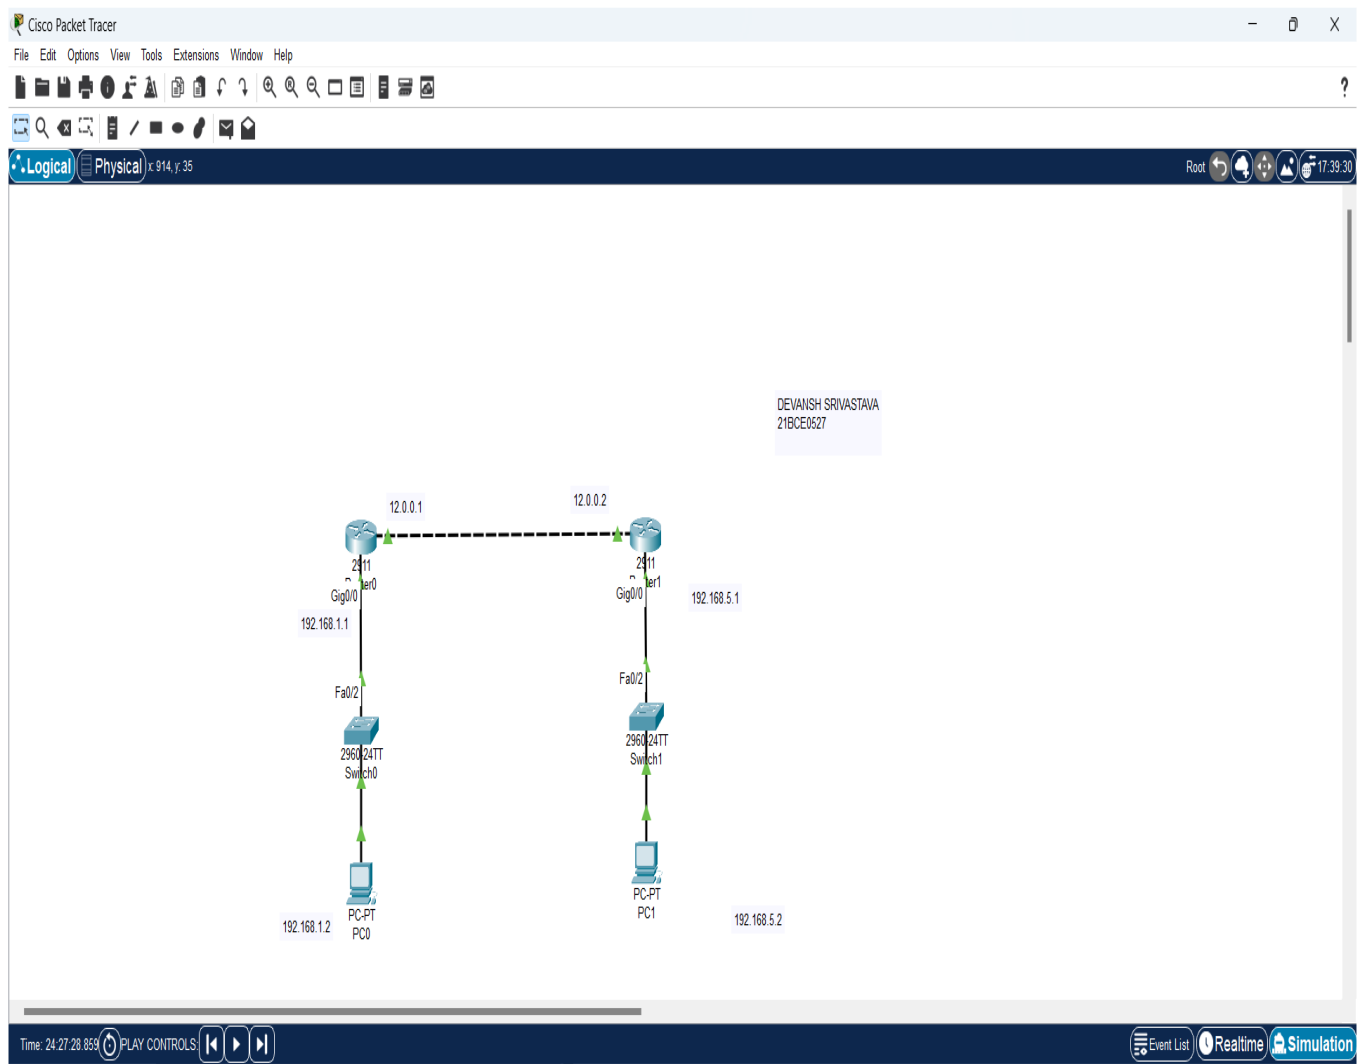 Cisco Packet Tracer
File Edit Options View Tools Extensions Window Help
?
Logical Physical x: 914, y: 35
Root 17:39:30
DEVANSH SRIVASTAVA
21BCE0527
12.0.0.1
12.0.0.2
2911
Gig0/0
192.168.1.1
2911
Gig0/0
192.168.5.1
Fa0/2
Fa0/2
2960-24TT
Switch0
2960-24TT
Switch1
PC-PT
PC0
192.168.1.2
PC-PT
PC1
192.168.5.2
Time: 24:27:28.859 PLAY CONTROLS:
Event List Realtime Simulation